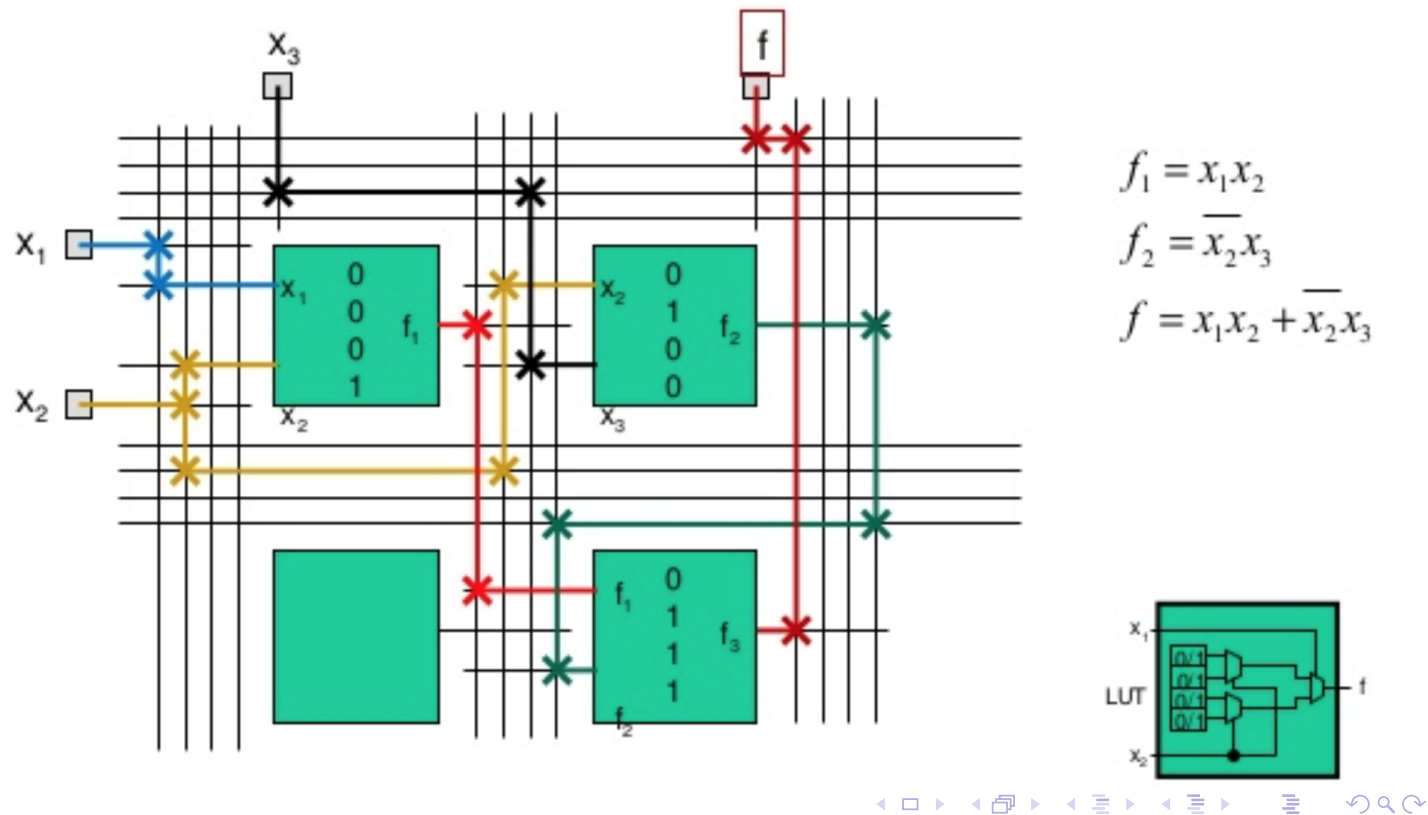 x₃
f
x₁
x₂
x₁ 0 f₁
0
0
1
x₂
x₂ 0 f₂
1
0
0
x₃
f₁ 0 f₃
1
1
1
f₂
f₁ = x₁x₂
f₂ = x̅₂x₃
f = x₁x₂ + x̅₂x₃
x₁
0/1
0/1
LUT
0/1
0/1
f
x₂